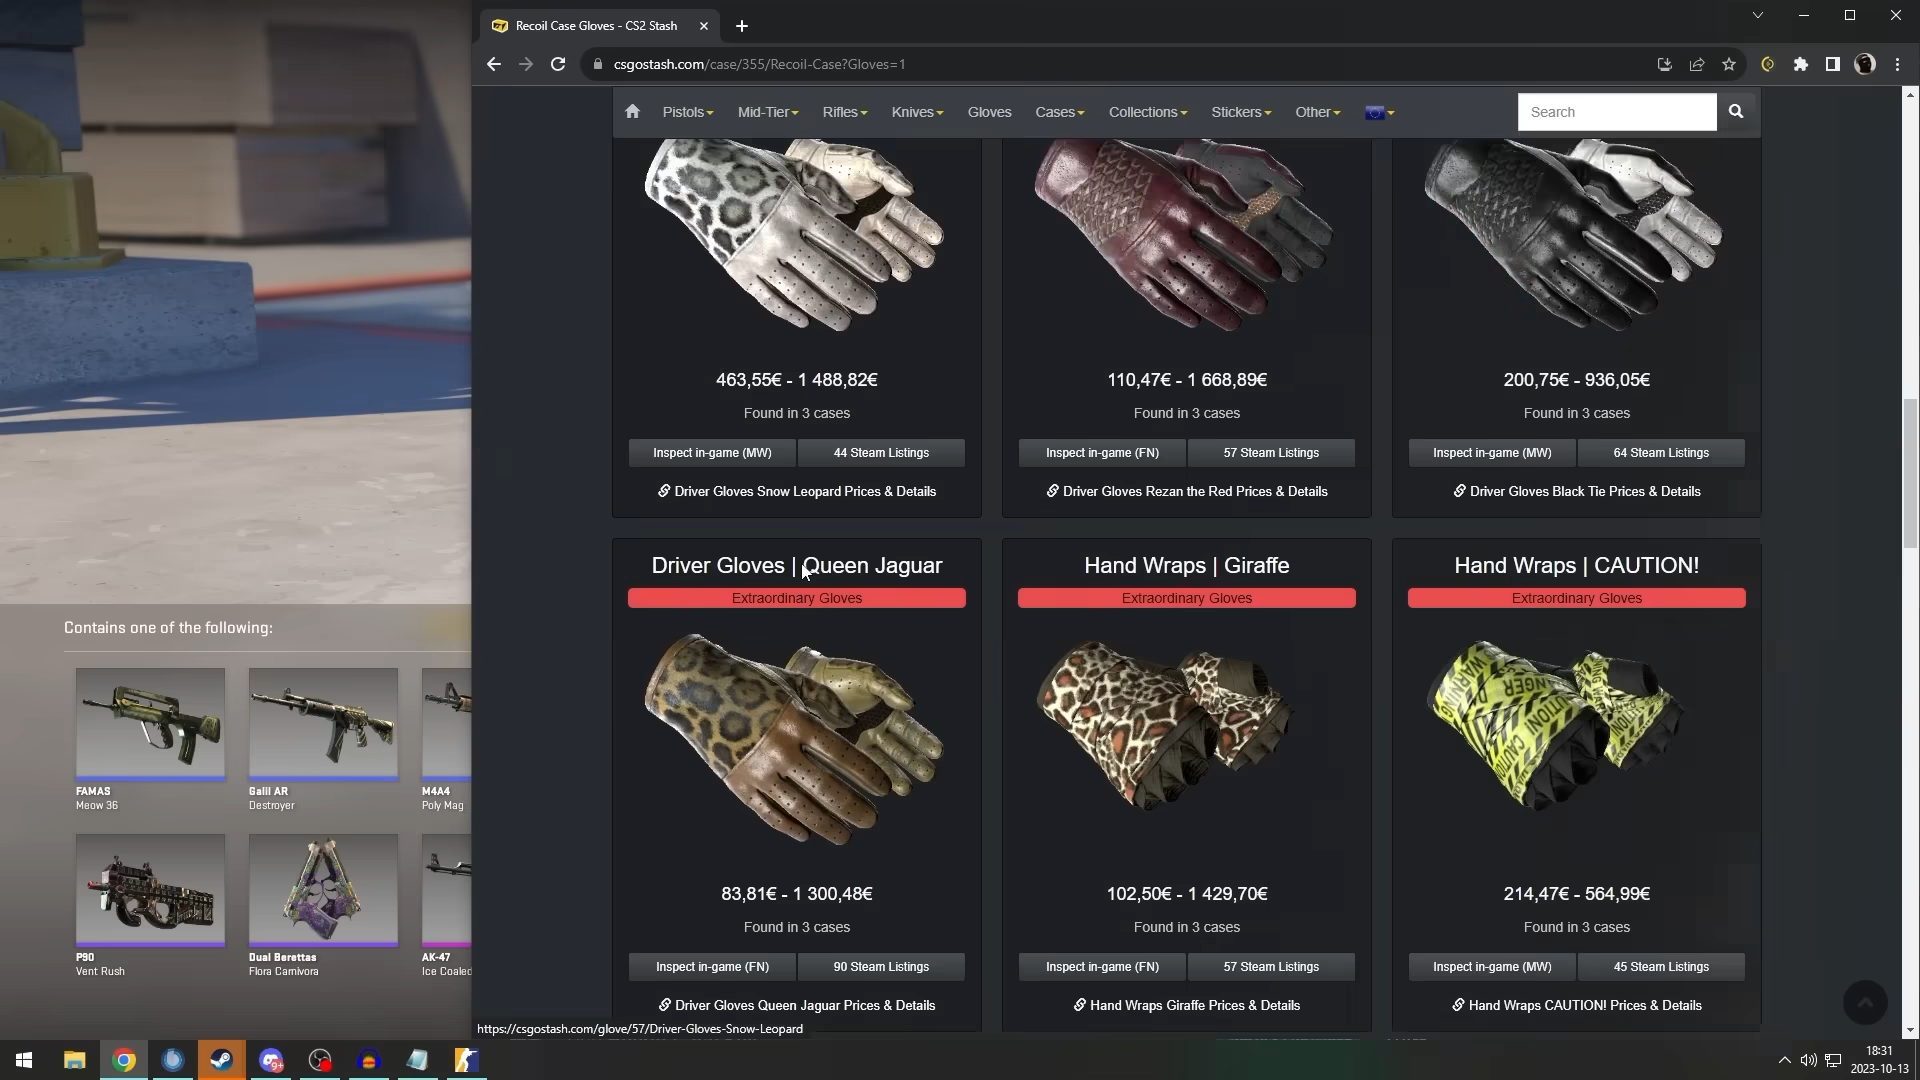 Recoil Case Gloves - CS2 Stash
csgostash.com/case/355/Recoil-Case?Gloves=1
Pistols Mid-Tier Rifles Knives Gloves Cases Collections Stickers Other Search
463,55€ - 1 488,82€ 110,47€ - 1 668,89€ 200,75€ - 936,05€
Found in 3 cases Found in 3 cases Found in 3 cases
Inspect in-game (MW) 44 Steam Listings Inspect in-game (FN) 57 Steam Listings Inspect in-game (MW) 64 Steam Listings
Driver Gloves Snow Leopard Prices & Details Driver Gloves Rezan the Red Prices & Details Driver Gloves Black Tie Prices & Details
Driver Gloves | Queen Jaguar Hand Wraps | Giraffe Hand Wraps | CAUTION!
Extraordinary Gloves Extraordinary Gloves Extraordinary Gloves
83,81€ - 1 300,48€ 102,50€ - 1 429,70€ 214,47€ - 564,99€
Found in 3 cases Found in 3 cases Found in 3 cases
Inspect in-game (FN) 90 Steam Listings Inspect in-game (FN) 57 Steam Listings Inspect in-game (MW) 45 Steam Listings
Driver Gloves Queen Jaguar Prices & Details Hand Wraps Giraffe Prices & Details Hand Wraps CAUTION! Prices & Details
Contains one of the following:
FAMAS Galil AR M4A4
Meow 36 Destroyer Poly Mag
P90 Dual Berettas AK-47
Vent Rush Flora Carnivora Ice Coaled
https://csgostash.com/glove/57/Driver-Gloves-Snow-Leopard
9+
18:31
2023-10-13